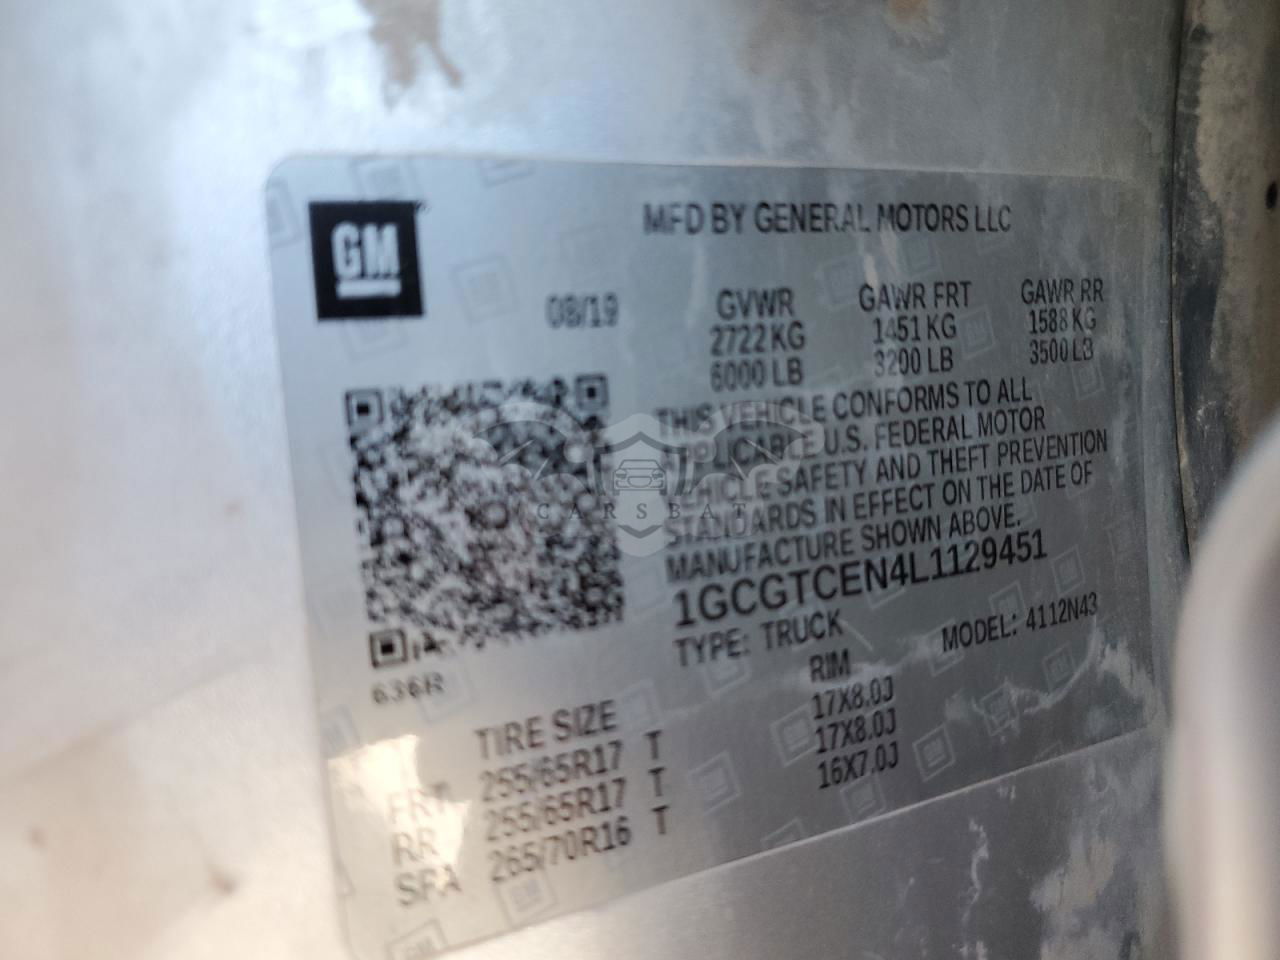 GM
MFD BY GENERAL MOTORS LLC
08/19
GVWR GAWR FRT GAWR RR
2722 KG 1451 KG 1588 KG
6000 LB 3200 LB 3500 LB
THIS VEHICLE CONFORMS TO ALL
APPLICABLE U.S. FEDERAL MOTOR
VEHICLE SAFETY AND THEFT PREVENTION
STANDARDS IN EFFECT ON THE DATE OF
MANUFACTURE SHOWN ABOVE.
1GCGTCEN4L1129451
TYPE: TRUCK MODEL: 4112N43
636R
TIRE SIZE RIM
FRT 255/65R17 T 17X8.0J
RR 255/65R17 T 17X8.0J
SPA 265/70R16 T 16X7.0J
CARSBAT